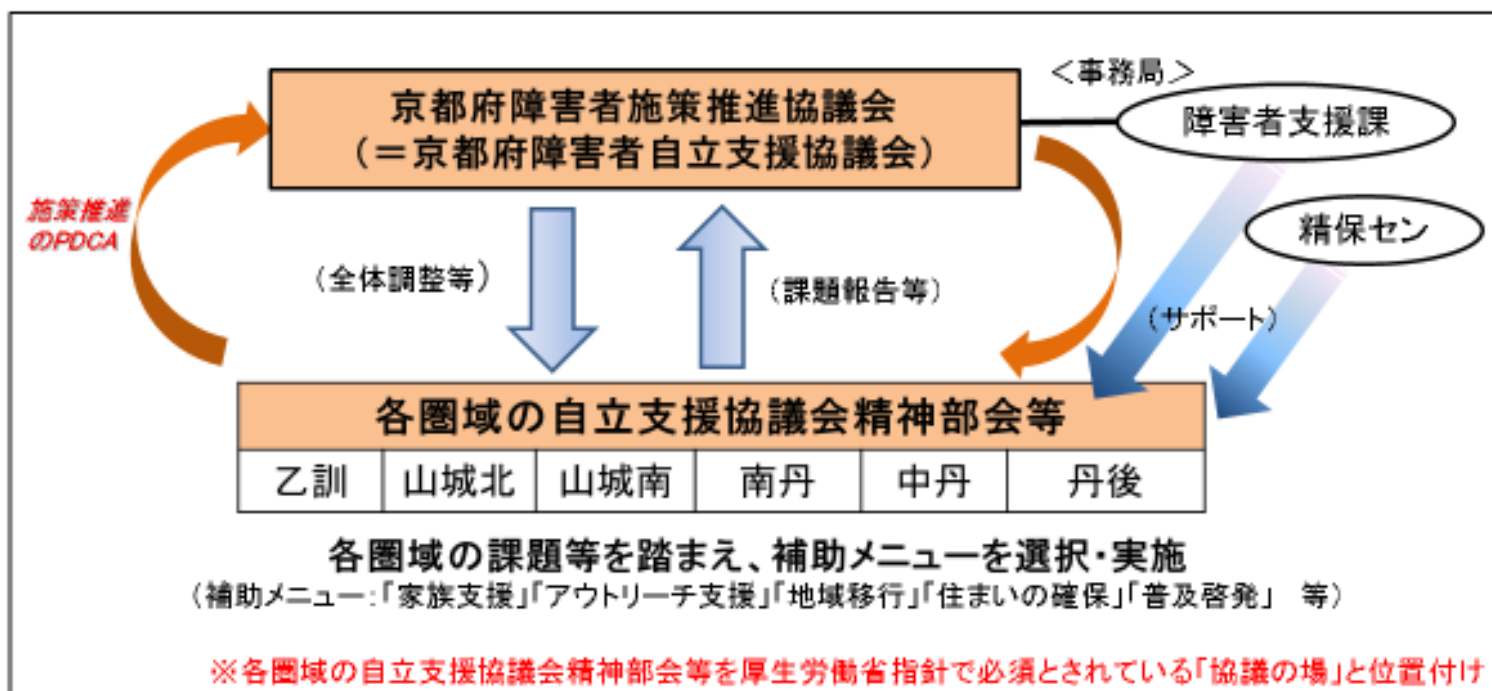 ＜事務局＞
京都府障害者施策推進協議会
（＝京都府障害者自立支援協議会）
障害者支援課
施策推進
のPDCA
精保セン
（全体調整等）
（課題報告等）
（サポート）
各圏域の自立支援協議会精神部会等
乙訓 山城北 山城南 南丹 中丹 丹後
各圏域の課題等を踏まえ、補助メニューを選択・実施
（補助メニュー：「家族支援」「アウトリーチ支援」「地域移行」「住まいの確保」「普及啓発」 等）
※各圏域の自立支援協議会精神部会等を厚生労働省指針で必須とされている「協議の場」と位置付け